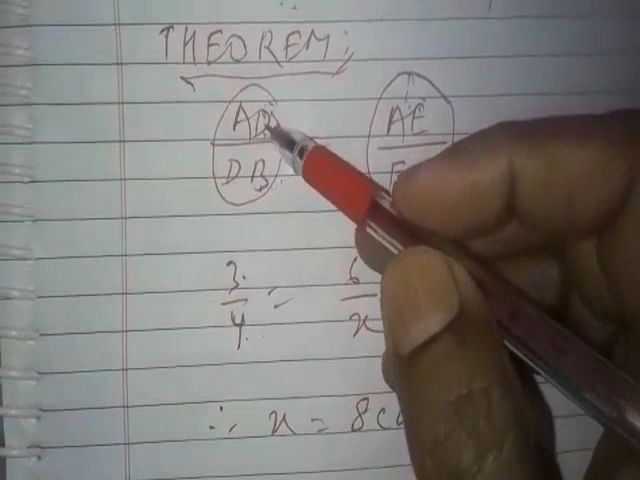 THEOREM:
AD AE
DB E
3/4 = 6/x
∴ x = 8c